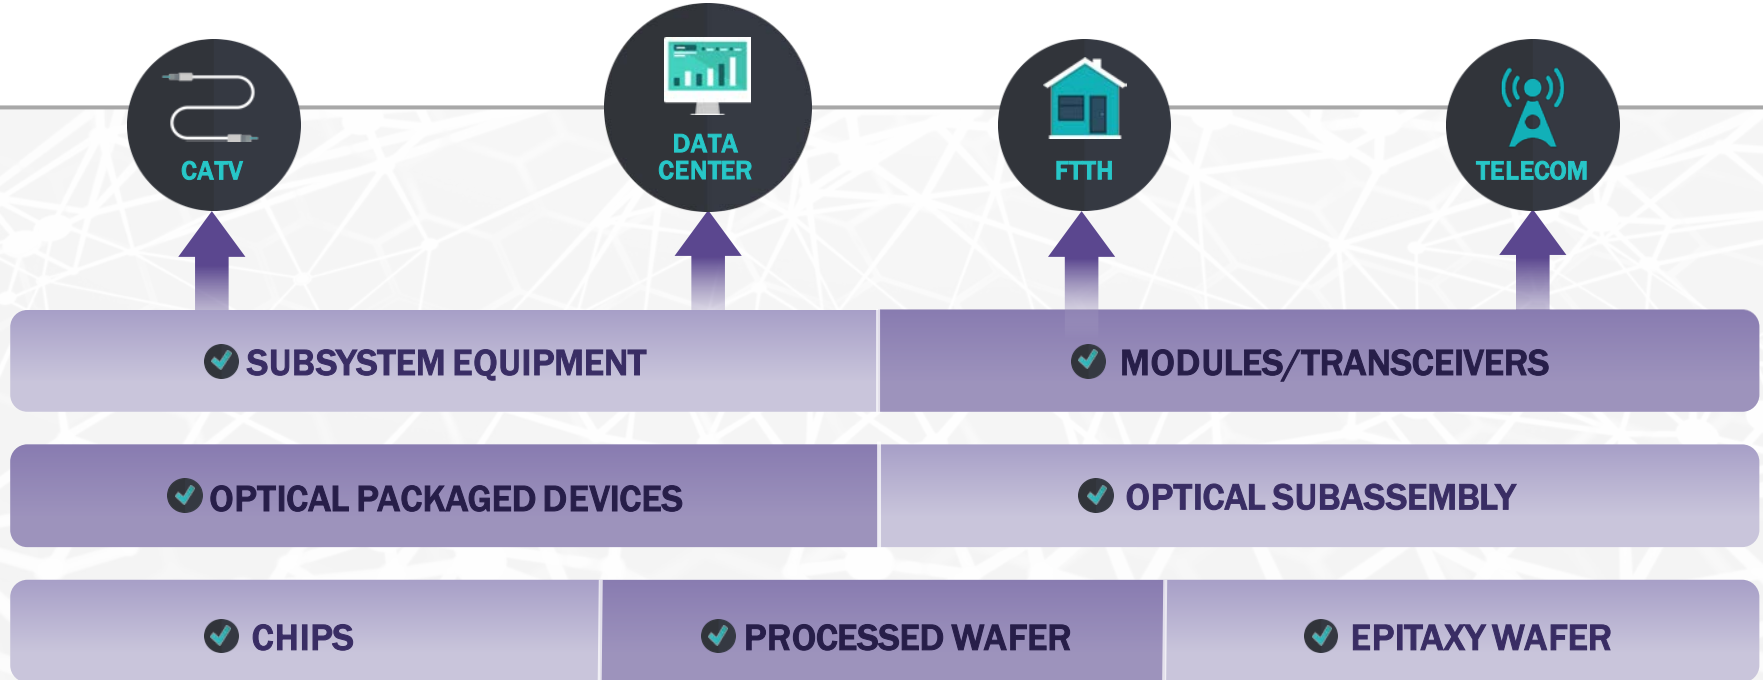 CATV
DATA
CENTER
FTTH
TELECOM
SUBSYSTEM EQUIPMENT
MODULES/TRANSCEIVERS
OPTICAL PACKAGED DEVICES
OPTICAL SUBASSEMBLY
CHIPS
PROCESSED WAFER
EPITAXY WAFER